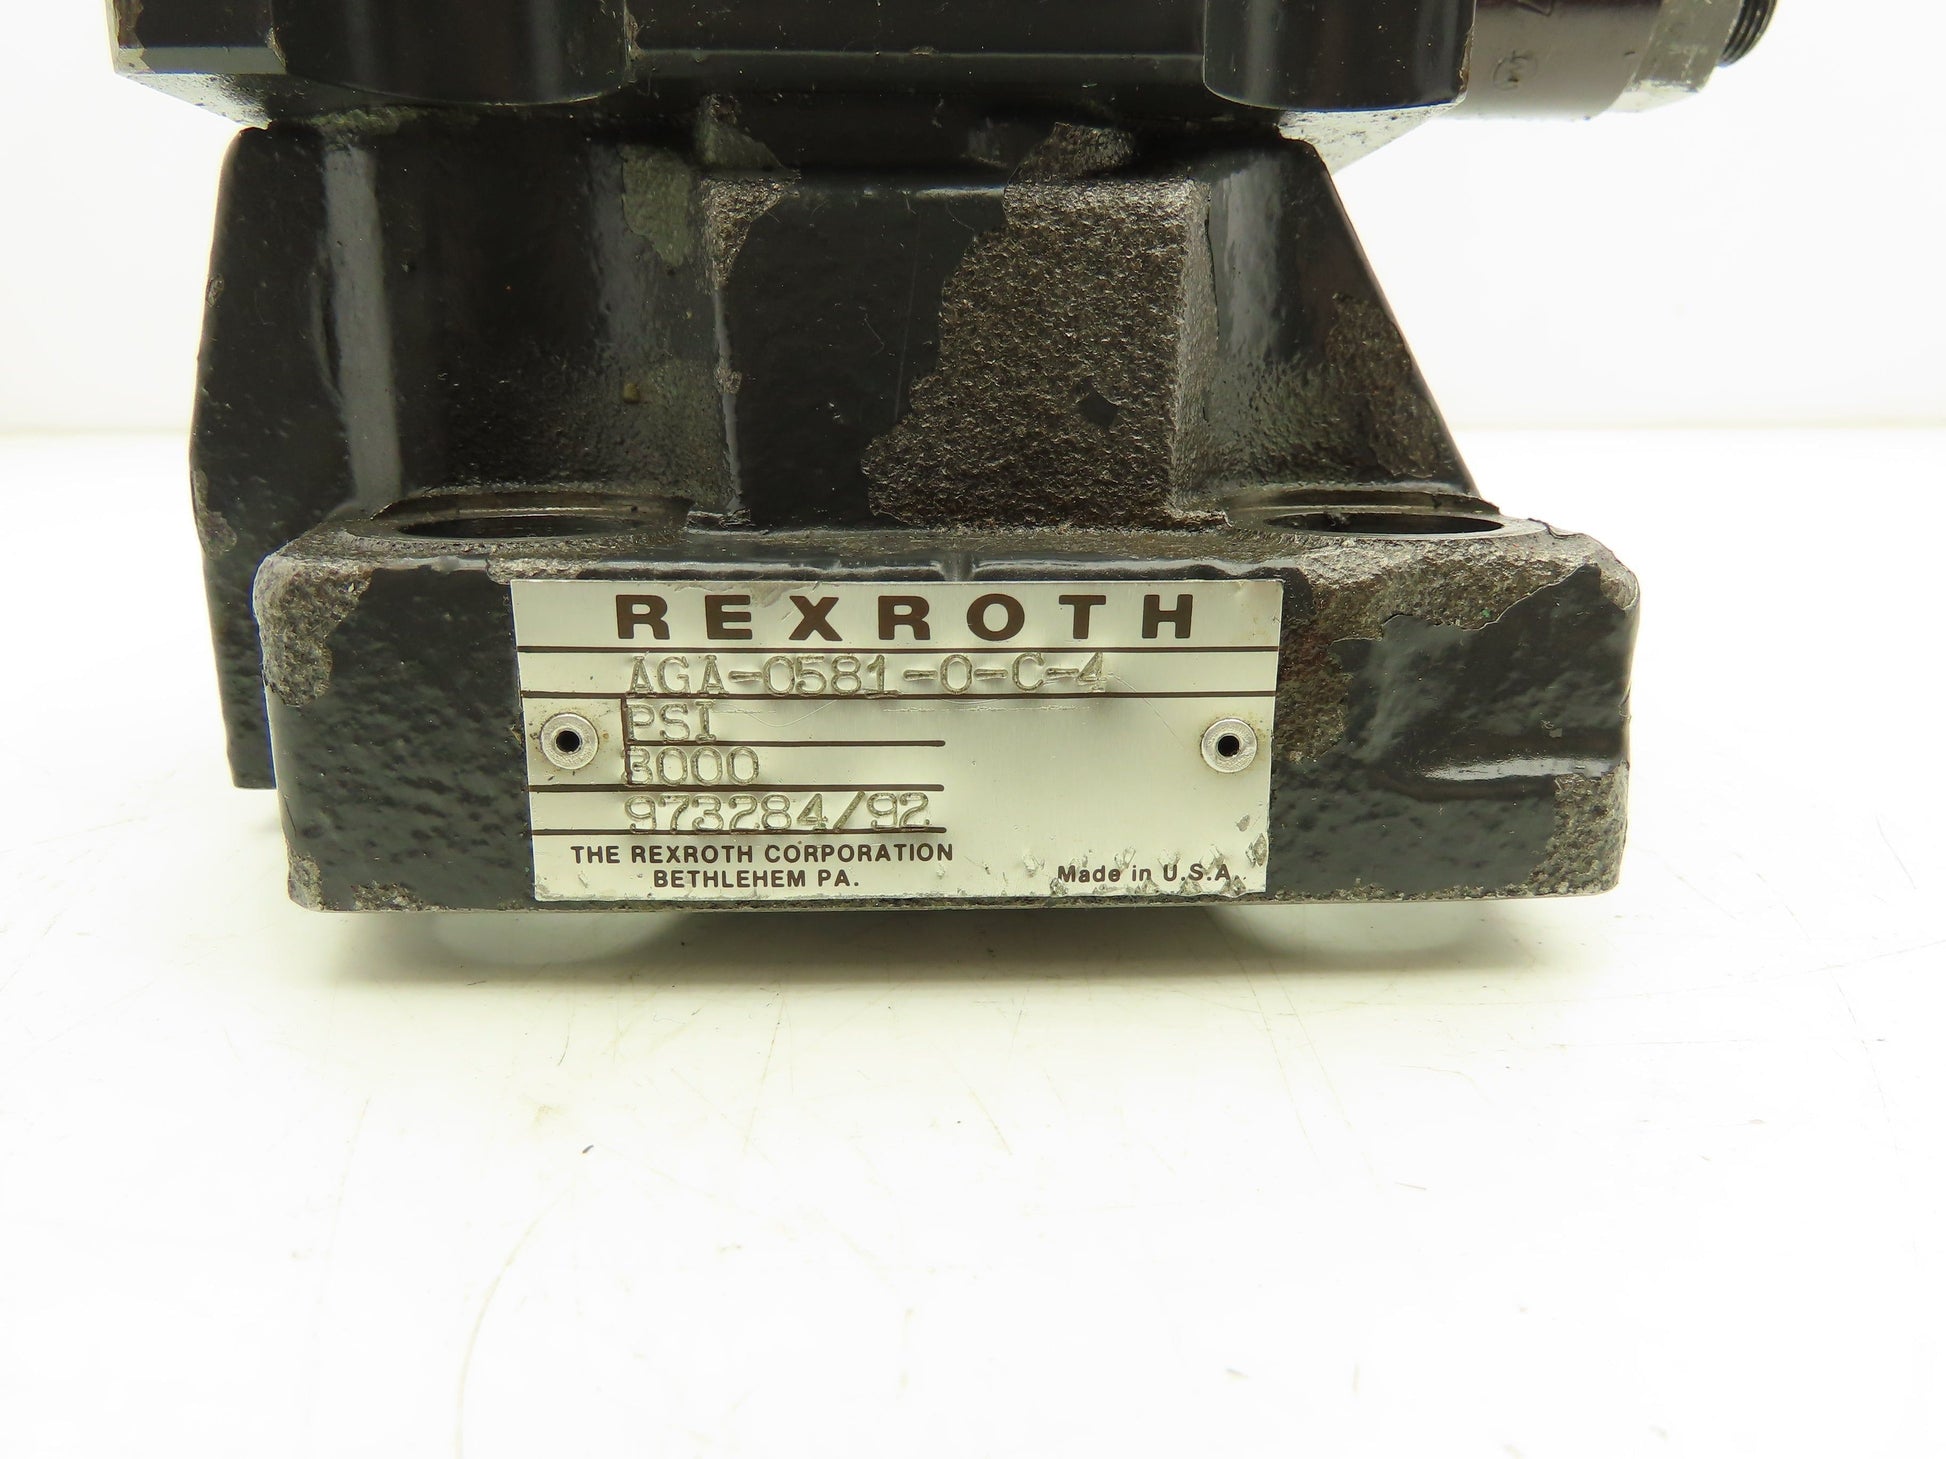 REXROTH
AGA-0581-0-C-4
PSI
3000
973284/92
THE REXROTH CORPORATION
BETHLEHEM PA.
Made in U.S.A.